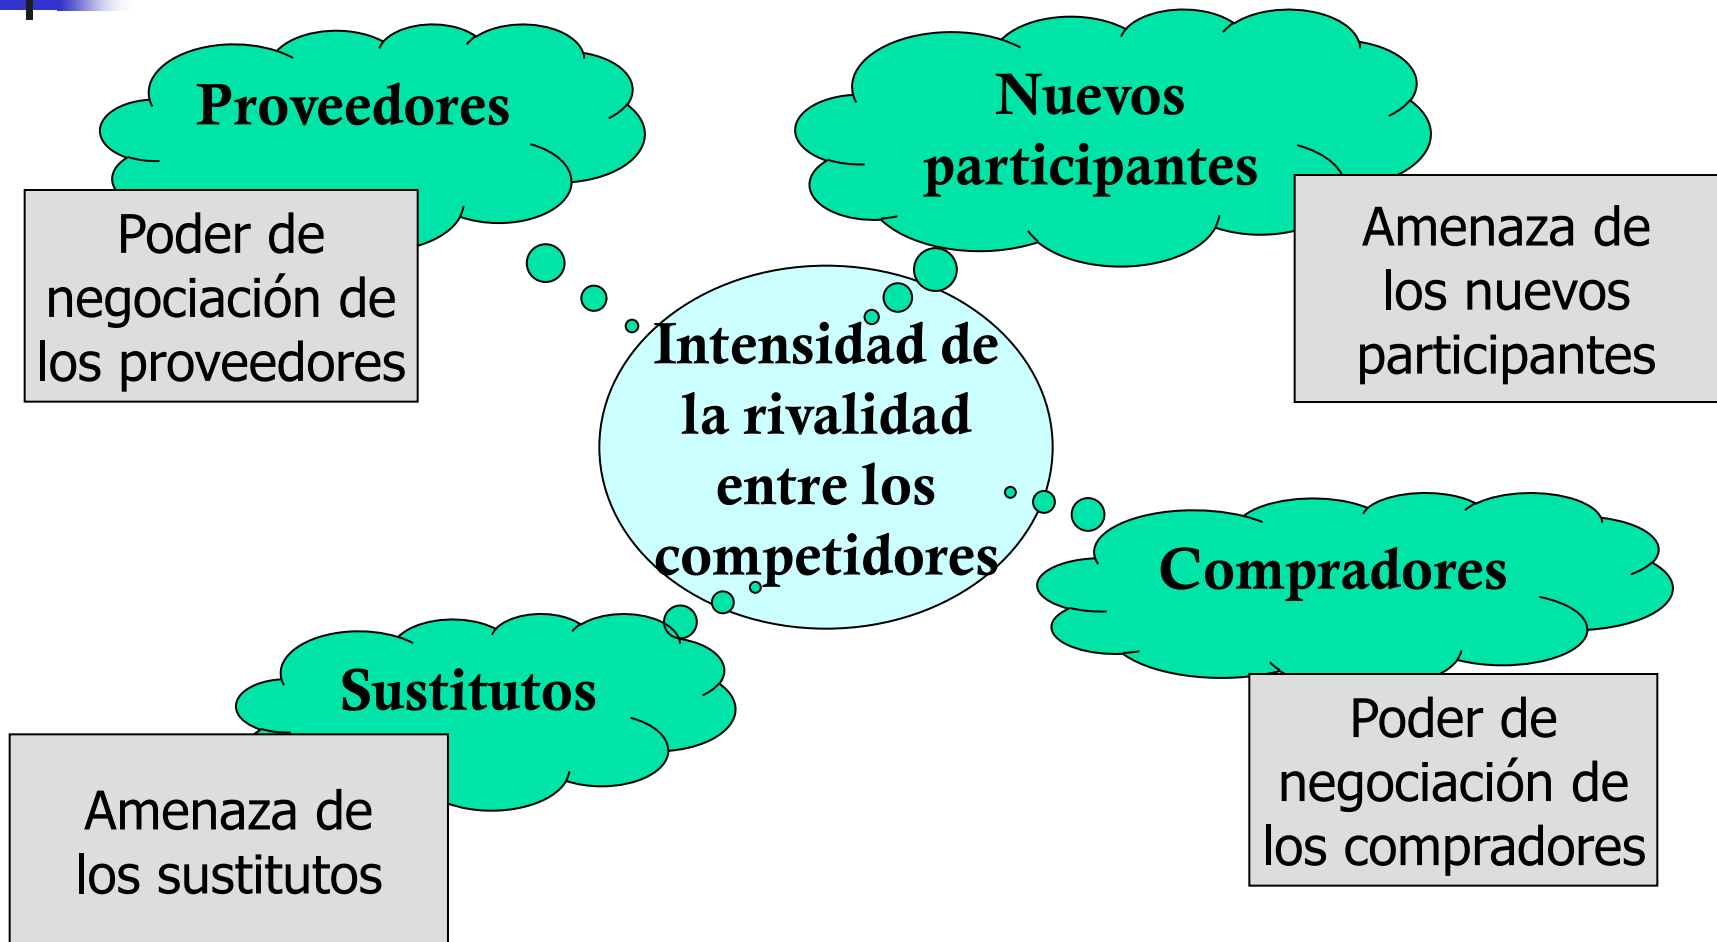 Proveedores
Poder de
negociación de
los proveedores
Nuevos
participantes
Amenaza de
los nuevos
participantes
Intensidad de
la rivalidad
entre los
competidores
Compradores
Poder de
negociación de
los compradores
Sustitutos
Amenaza de
los sustitutos